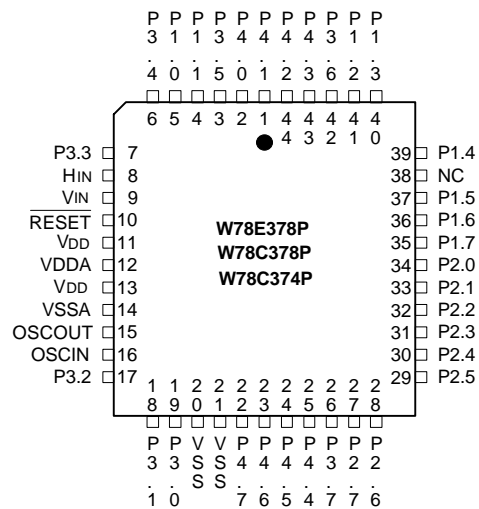 P3.4 P1.0 P1.1 P3.5 P4.0 P4.1 P4.2 P4.3 P3.6 P1.2 P1.3
6 5 4 3 2 1 44 43 42 41 40
P3.3 7
HIN 8
VIN 9
RESET 10
VDD 11
VDDA 12
VDD 13
VSSA 14
OSCOUT 15
OSCIN 16
P3.2 17
W78E378P
W78C378P
W78C374P
39 P1.4
38 NC
37 P1.5
36 P1.6
35 P1.7
34 P2.0
33 P2.1
32 P2.2
31 P2.3
30 P2.4
29 P2.5
18 19 20 21 22 23 24 25 26 27 28
P3.1 P3.0 VSS VSS P4.7 P4.6 P4.5 P4.4 P3.7 P2.7 P2.6